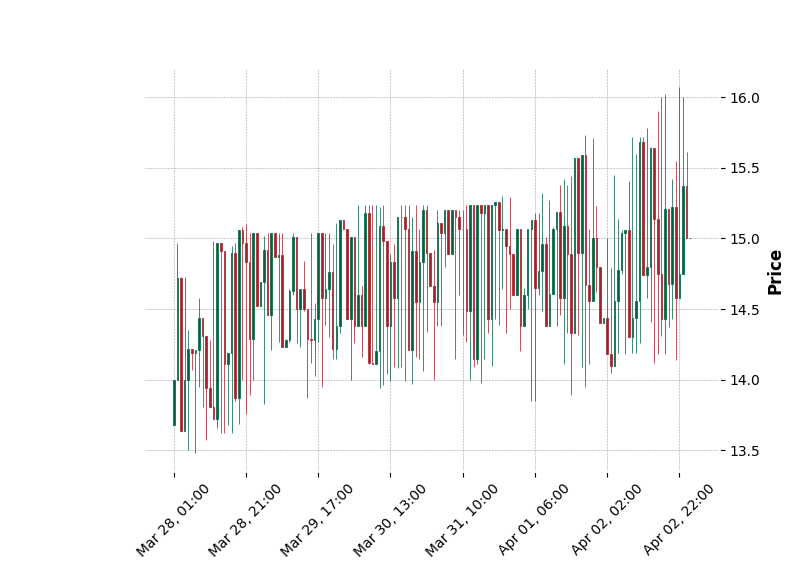 16.0
15.5
15.0
14.5
14.0
13.5
Price
Mar 28, 01:00
Mar 28, 21:00
Mar 29, 17:00
Mar 30, 13:00
Mar 31, 10:00
Apr 01, 06:00
Apr 02, 02:00
Apr 02, 22:00